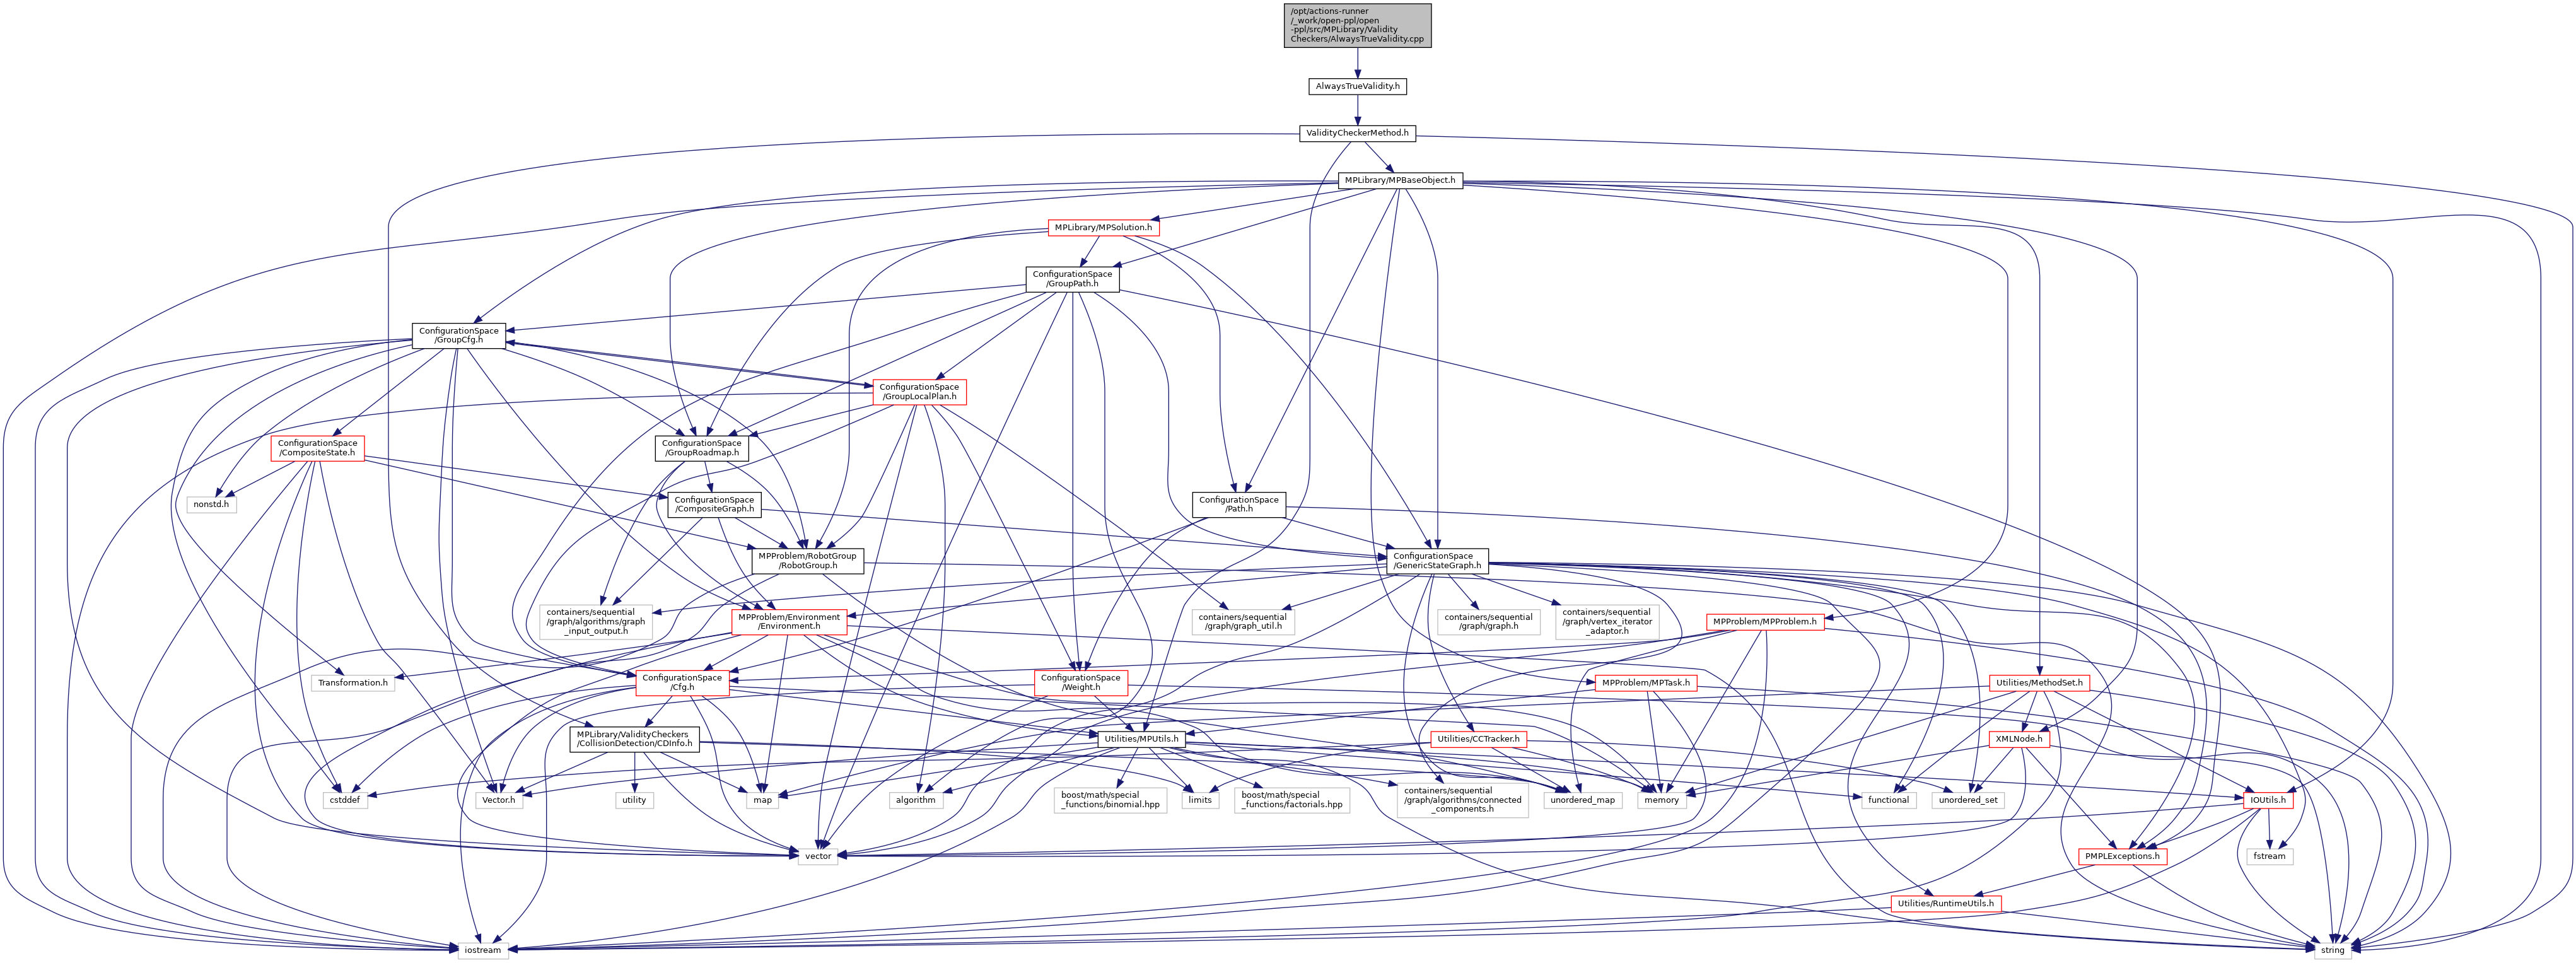 /opt/actions-runner
/_work/open-ppl/open
-ppl/src/MPLibrary/Validity
Checkers/AlwaysTrueValidity.cpp
AlwaysTrueValidity.h
ValidityCheckerMethod.h
MPLibrary/MPBaseObject.h
MPLibrary/MPSolution.h
ConfigurationSpace
/GroupPath.h
ConfigurationSpace
/GroupCfg.h
ConfigurationSpace
/GroupLocalPlan.h
ConfigurationSpace
/CompositeState.h
ConfigurationSpace
/GroupRoadmap.h
nonstd.h
ConfigurationSpace
/CompositeGraph.h
ConfigurationSpace
/Path.h
MPProblem/RobotGroup
/RobotGroup.h
ConfigurationSpace
/GenericStateGraph.h
containers/sequential
/graph/algorithms/graph
_input_output.h
MPProblem/Environment
/Environment.h
containers/sequential
/graph/graph_util.h
containers/sequential
/graph/graph.h
containers/sequential
/graph/vertex_iterator
_adaptor.h
MPProblem/MPProblem.h
Transformation.h
ConfigurationSpace
/Cfg.h
ConfigurationSpace
/Weight.h
MPProblem/MPTask.h
Utilities/MethodSet.h
MPLibrary/ValidityCheckers
/CollisionDetection/CDInfo.h
Utilities/MPUtils.h
Utilities/CCTracker.h
XMLNode.h
cstddef
Vector.h
utility
map
algorithm
boost/math/special
_functions/binomial.hpp
limits
boost/math/special
_functions/factorials.hpp
containers/sequential
/graph/algorithms/connected
_components.h
unordered_map
memory
functional
unordered_set
IOUtils.h
vector
PMPLExceptions.h
fstream
Utilities/RuntimeUtils.h
iostream
string